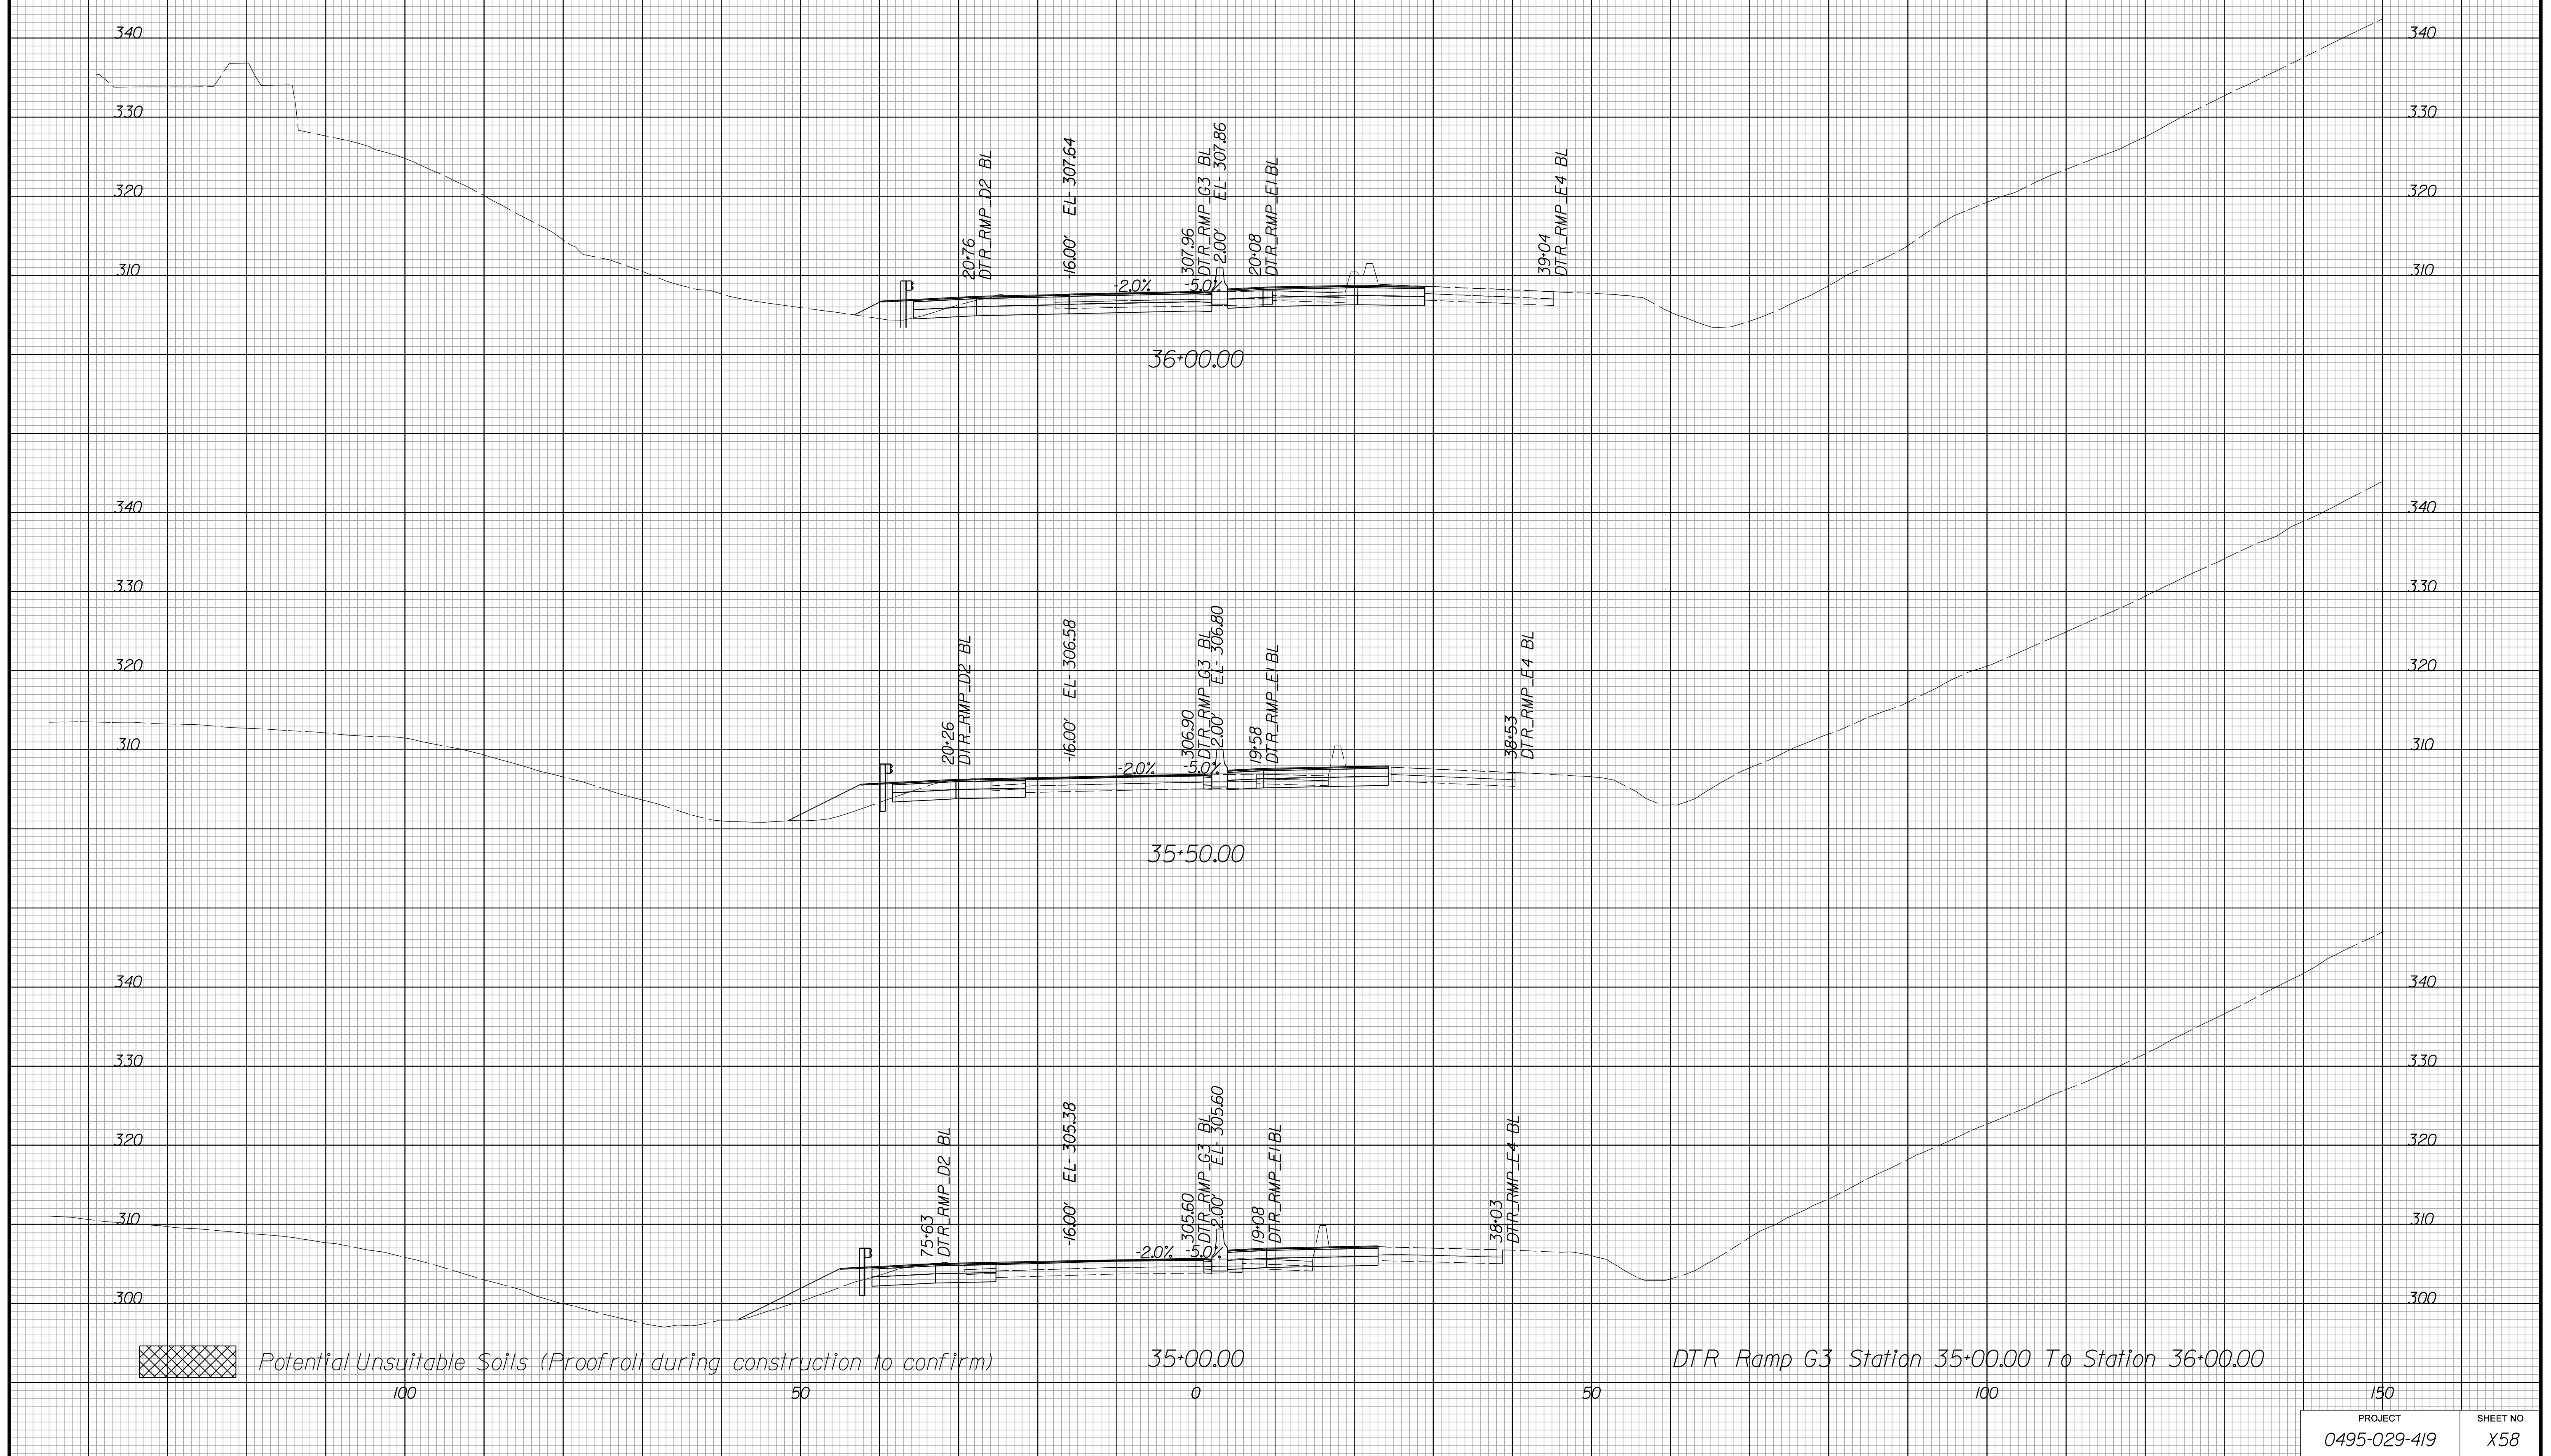 340
340
330
330
320
320
310
310
20+76
DTR_RMP_D2 BL
-16.00' EL- 307.64
307.96
DTR_RMP_G3 BL
2.00' EL- 307.86
20+08
DTR_RMP_E1 BL
39+04
DTR_RMP_E4 BL
-2.0%
-5.0%
36+00.00
340
340
330
330
320
320
310
310
20+26
DTR_RMP_D2 BL
-16.00' EL- 306.58
306.90
DTR_RMP_G3 BL
2.00' EL- 306.80
19+58
DTR_RMP_E1 BL
38+53
DTR_RMP_E4 BL
-2.0%
-5.0%
35+50.00
340
340
330
330
320
320
310
310
75+63
DTR_RMP_D2 BL
-16.00' EL- 305.38
305.60
DTR_RMP_G3 BL
2.00' EL- 305.60
19+08
DTR_RMP_E1 BL
38+03
DTR_RMP_E4 BL
-2.0%
-5.0%
300
300
Potential Unsuitable Soils (Proofroll during construction to confirm)
35+00.00
DTR Ramp G3 Station 35+00.00 To Station 36+00.00
100
50
0
50
100
150
PROJECT
0495-029-419
SHEET NO.
X58